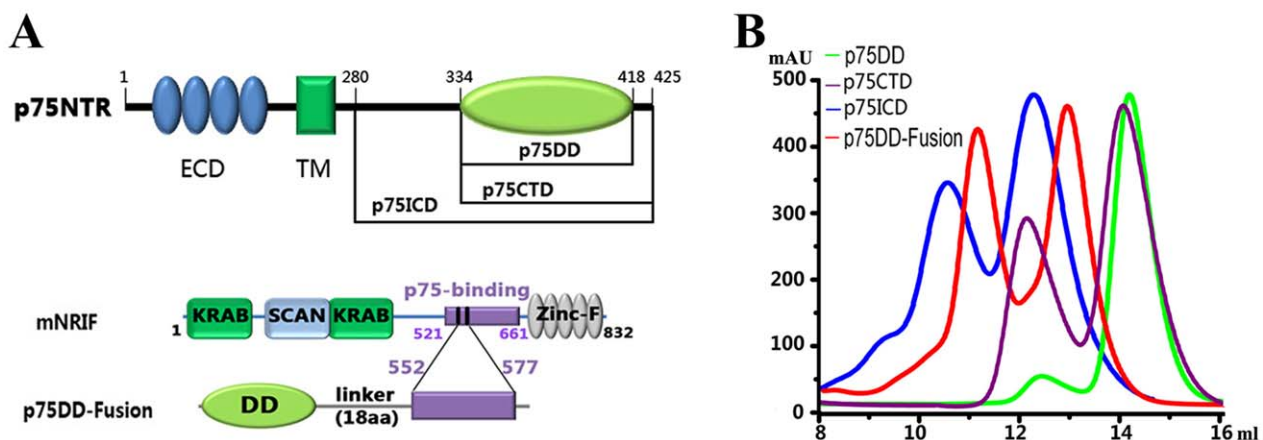 A
1
280
334
418
425
p75NTR
ECD
TM
p75DD
p75CTD
p75ICD
mNRIF
1
KRAB
SCAN
KRAB
p75-binding
521
661
Zinc-F
832
552
577
p75DD-Fusion
DD
linker
(18aa)
B
mAU
p75DD
p75CTD
p75ICD
p75DD-Fusion
500
400
300
200
100
0
8
10
12
14
16 ml